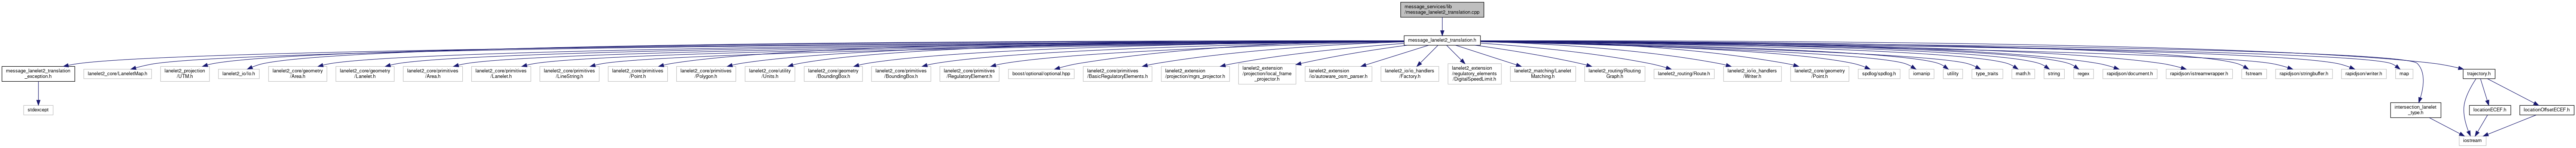 message_services/lib
/message_lanelet2_translation.cpp
message_lanelet2_translation.h
message_lanelet2_translation
_exception.h
lanelet2_core/LaneletMap.h
lanelet2_projection
/UTM.h
lanelet2_io/Io.h
lanelet2_core/geometry
/Area.h
lanelet2_core/geometry
/Lanelet.h
lanelet2_core/primitives
/Area.h
lanelet2_core/primitives
/Lanelet.h
lanelet2_core/primitives
/LineString.h
lanelet2_core/primitives
/Point.h
lanelet2_core/primitives
/Polygon.h
lanelet2_core/utility
/Units.h
lanelet2_core/geometry
/BoundingBox.h
lanelet2_core/primitives
/BoundingBox.h
lanelet2_core/primitives
/RegulatoryElement.h
boost/optional/optional.hpp
lanelet2_core/primitives
/BasicRegulatoryElements.h
lanelet2_extension
/projection/mgrs_projector.h
lanelet2_extension
/projection/local_frame
_projector.h
lanelet2_extension
/io/autoware_osm_parser.h
lanelet2_io/io_handlers
/Factory.h
lanelet2_extension
/regulatory_elements
/DigitalSpeedLimit.h
lanelet2_matching/Lanelet
Matching.h
lanelet2_routing/Routing
Graph.h
lanelet2_routing/Route.h
lanelet2_io/io_handlers
/Writer.h
lanelet2_core/geometry
/Point.h
spdlog/spdlog.h
iomanip
utility
type_traits
math.h
string
regex
rapidjson/document.h
rapidjson/istreamwrapper.h
fstream
rapidjson/stringbuffer.h
rapidjson/writer.h
map
trajectory.h
stdexcept
intersection_lanelet
_type.h
locationECEF.h
locationOffsetECEF.h
iostream